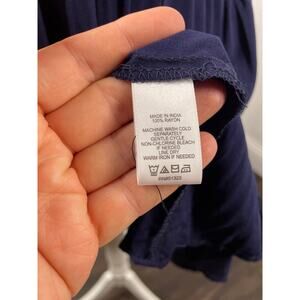 MADE IN INDIA
100% RAYON
MACHINE WASH COLD
SEPARATELY
GENTLE CYCLE
NON-CHLORINE BLEACH
IF NEEDED
LINE DRY
WARM IRON IF NEEDED